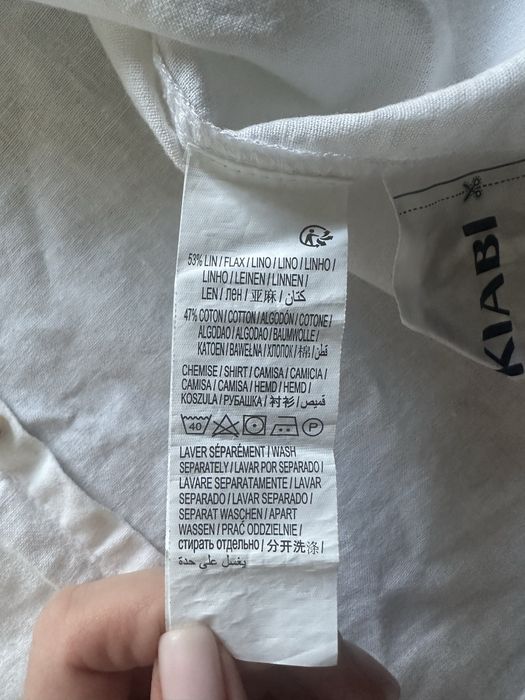 53% LIN / FLAX / LINO / LINO / LINHO /
LINHO / LEINEN / LINNEN /
LEN / лен / 亚麻 / كتان /
47% COTON / COTTON / ALGODÓN / COTONE /
ALGODAO / ALGODAO / BAUMWOLLE /
KATOEN / BAWEŁNA / ХЛОПОК / 棉 / قطن /
CHEMISE / SHIRT / CAMISA / CAMICIA /
CAMISA / CAMISA / HEMD / HEMD /
KOSZULA / РУБАШКА / 衬衫 / قميص /
40 P
LAVER SÉPARÉMENT / WASH
SEPARATELY / LAVAR POR SEPARADO /
LAVARE SEPARATAMENTE / LAVAR
SEPARADO / LAVAR SEPARADO /
SEPARAT WASCHEN / APART
WASSEN / PRAĆ ODDZIELNIE /
стирать отдельно / 分开洗涤 /
يغسل على حدة
KIABI